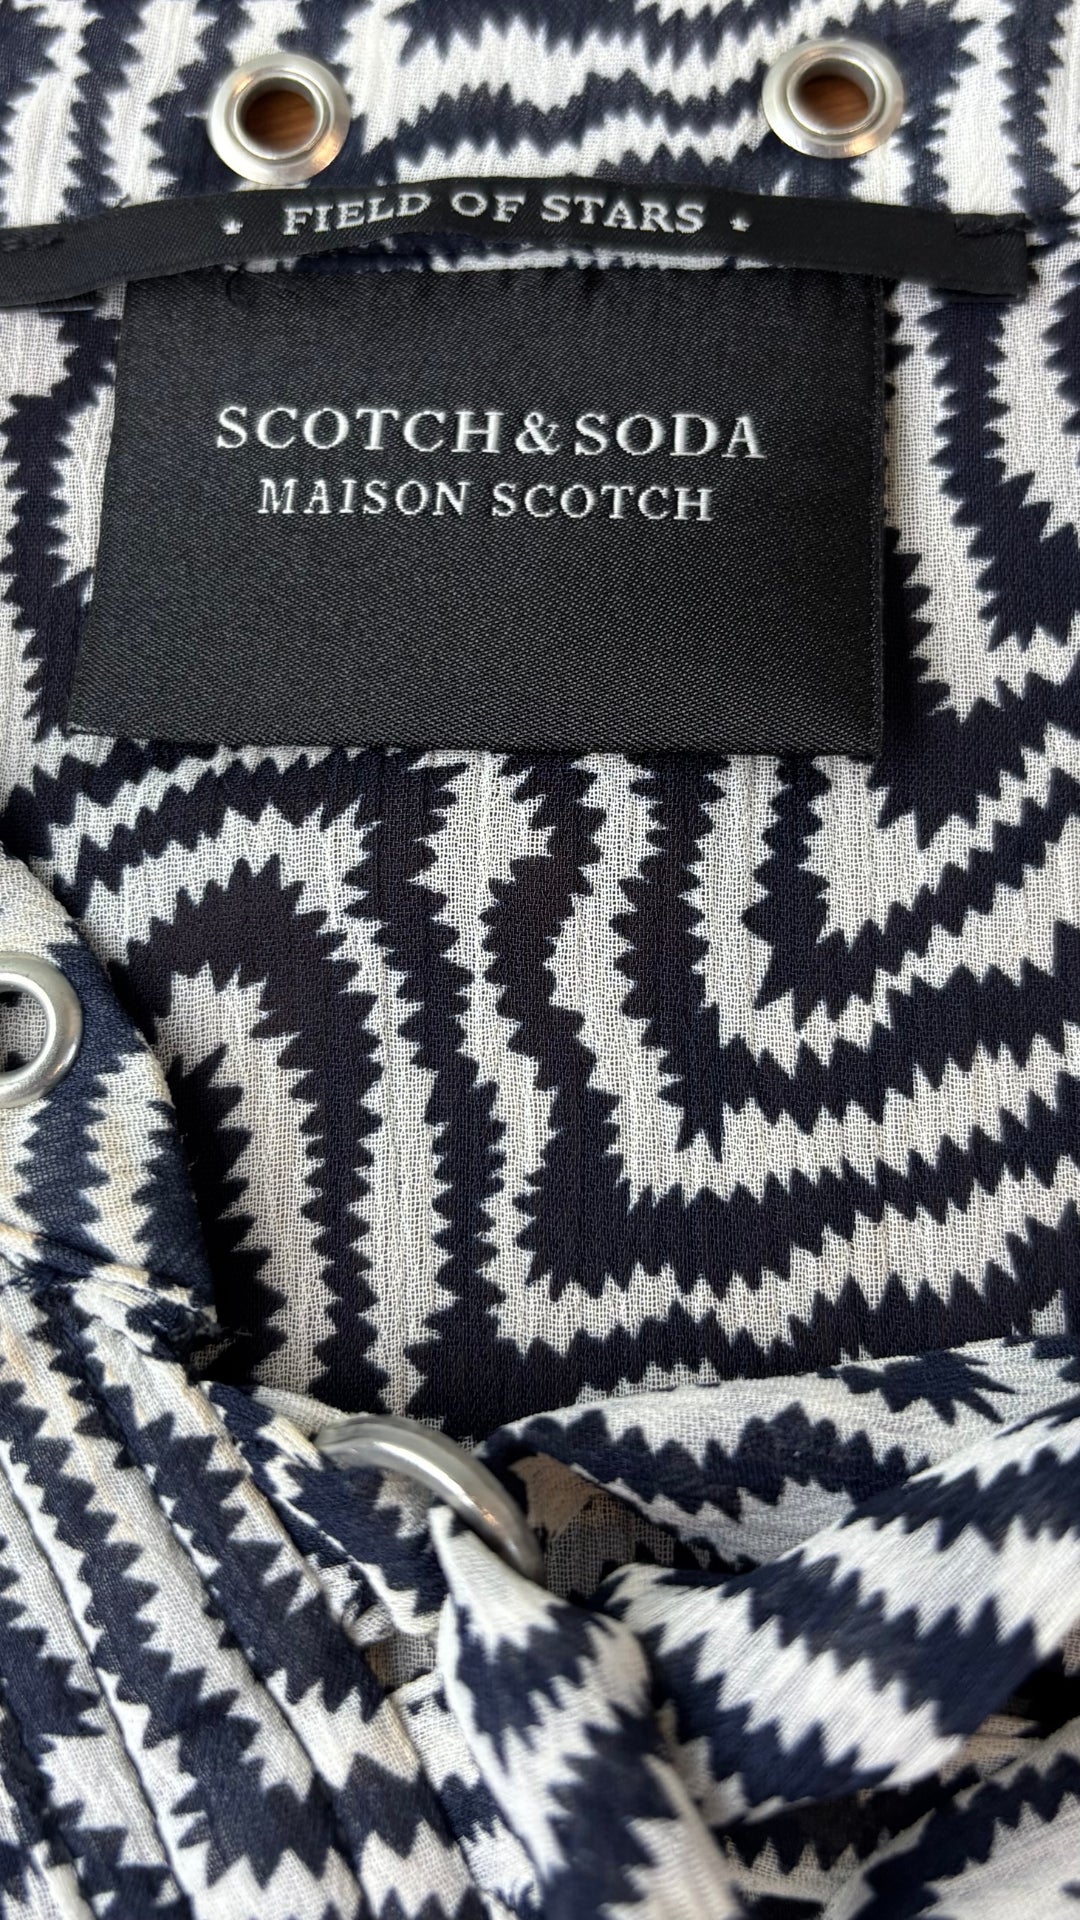 * FIELD OF STARS *
SCOTCH & SODA
MAISON SCOTCH